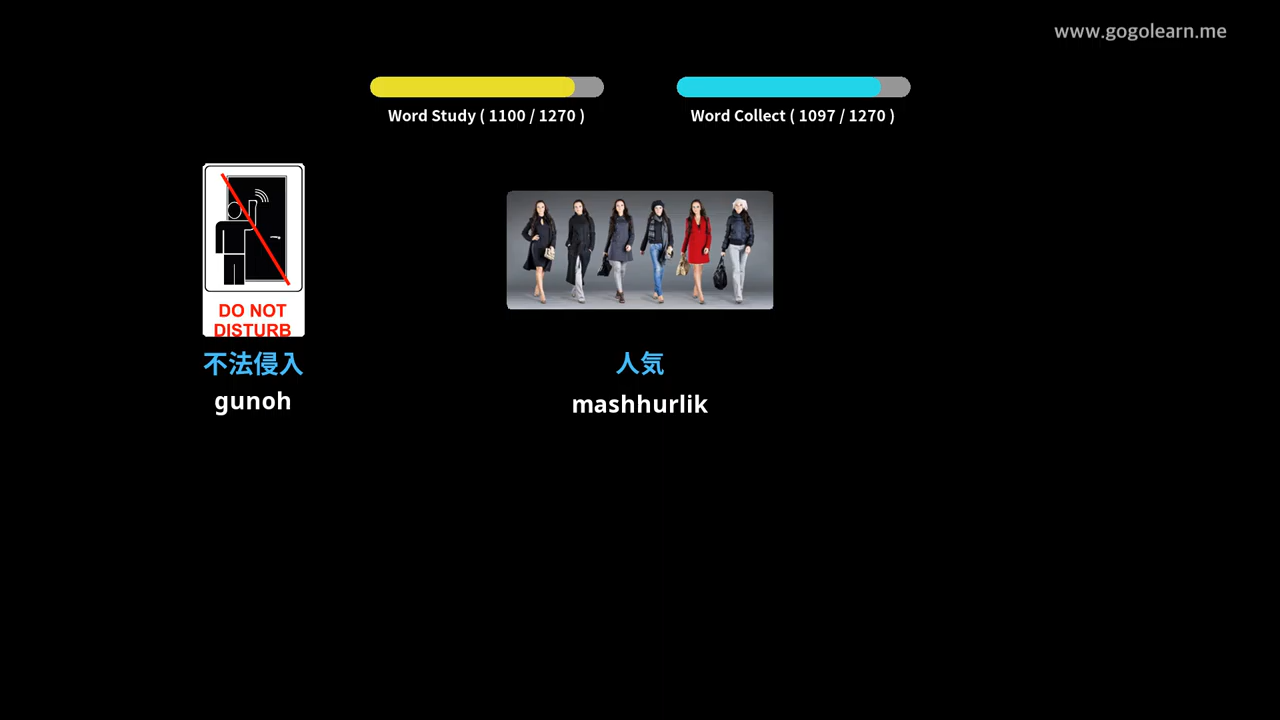 www.gogolearn.me
Word Study ( 1100 / 1270 )
Word Collect ( 1097 / 1270 )
DO NOT
DISTURB
不法侵入
gunoh
人気
mashhurlik